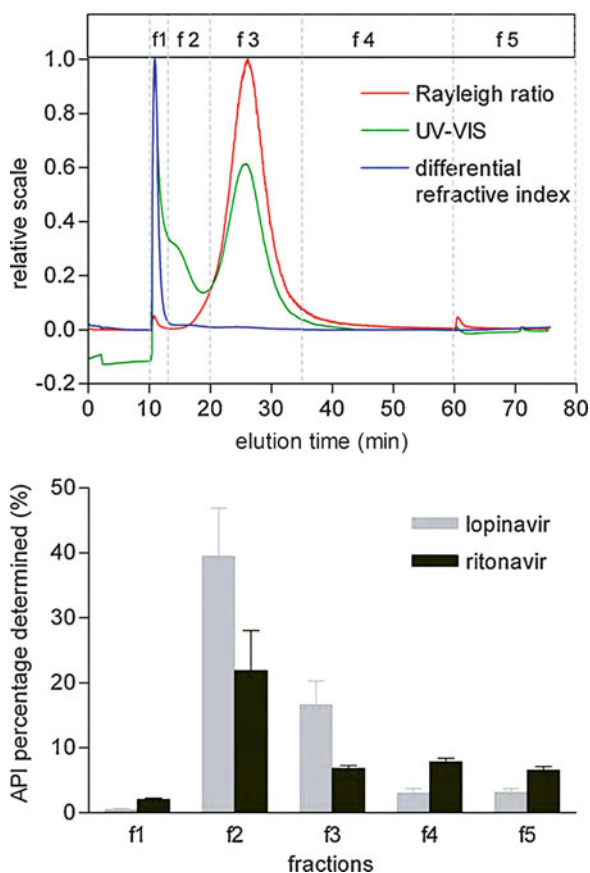 f1 f 2 f 3 f 4 f 5
1.0
0.8
0.6
0.4
0.2
0.0
-0.2
relative scale
Rayleigh ratio
UV-VIS
differential
refractive index
0 10 20 30 40 50 60 70 80
elution time (min)
50
40
30
20
10
0
API percentage determined (%)
lopinavir
ritonavir
f1 f2 f3 f4 f5
fractions